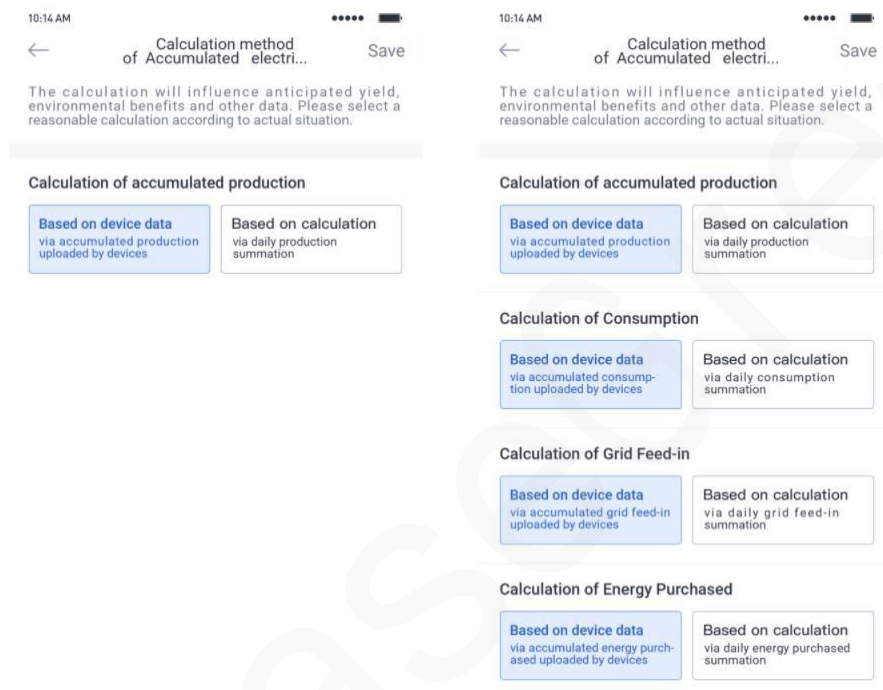 10:14 AM
Calculation method
of Accumulated electri...
Save
The calculation will influence anticipated yield,
environmental benefits and other data. Please select a
reasonable calculation according to actual situation.
Calculation of accumulated production
Based on device data
via accumulated production
uploaded by devices
Based on calculation
via daily production
summation
10:14 AM
Calculation method
of Accumulated electri...
Save
The calculation will influence anticipated yield,
environmental benefits and other data. Please select a
reasonable calculation according to actual situation.
Calculation of accumulated production
Based on device data
via accumulated production
uploaded by devices
Based on calculation
via daily production
summation
Calculation of Consumption
Based on device data
via accumulated consump-
tion uploaded by devices
Based on calculation
via daily consumption
summation
Calculation of Grid Feed-in
Based on device data
via accumulated grid feed-in
uploaded by devices
Based on calculation
via daily grid feed-in
summation
Calculation of Energy Purchased
Based on device data
via accumulated energy purch-
ased uploaded by devices
Based on calculation
via daily energy purchased
summation